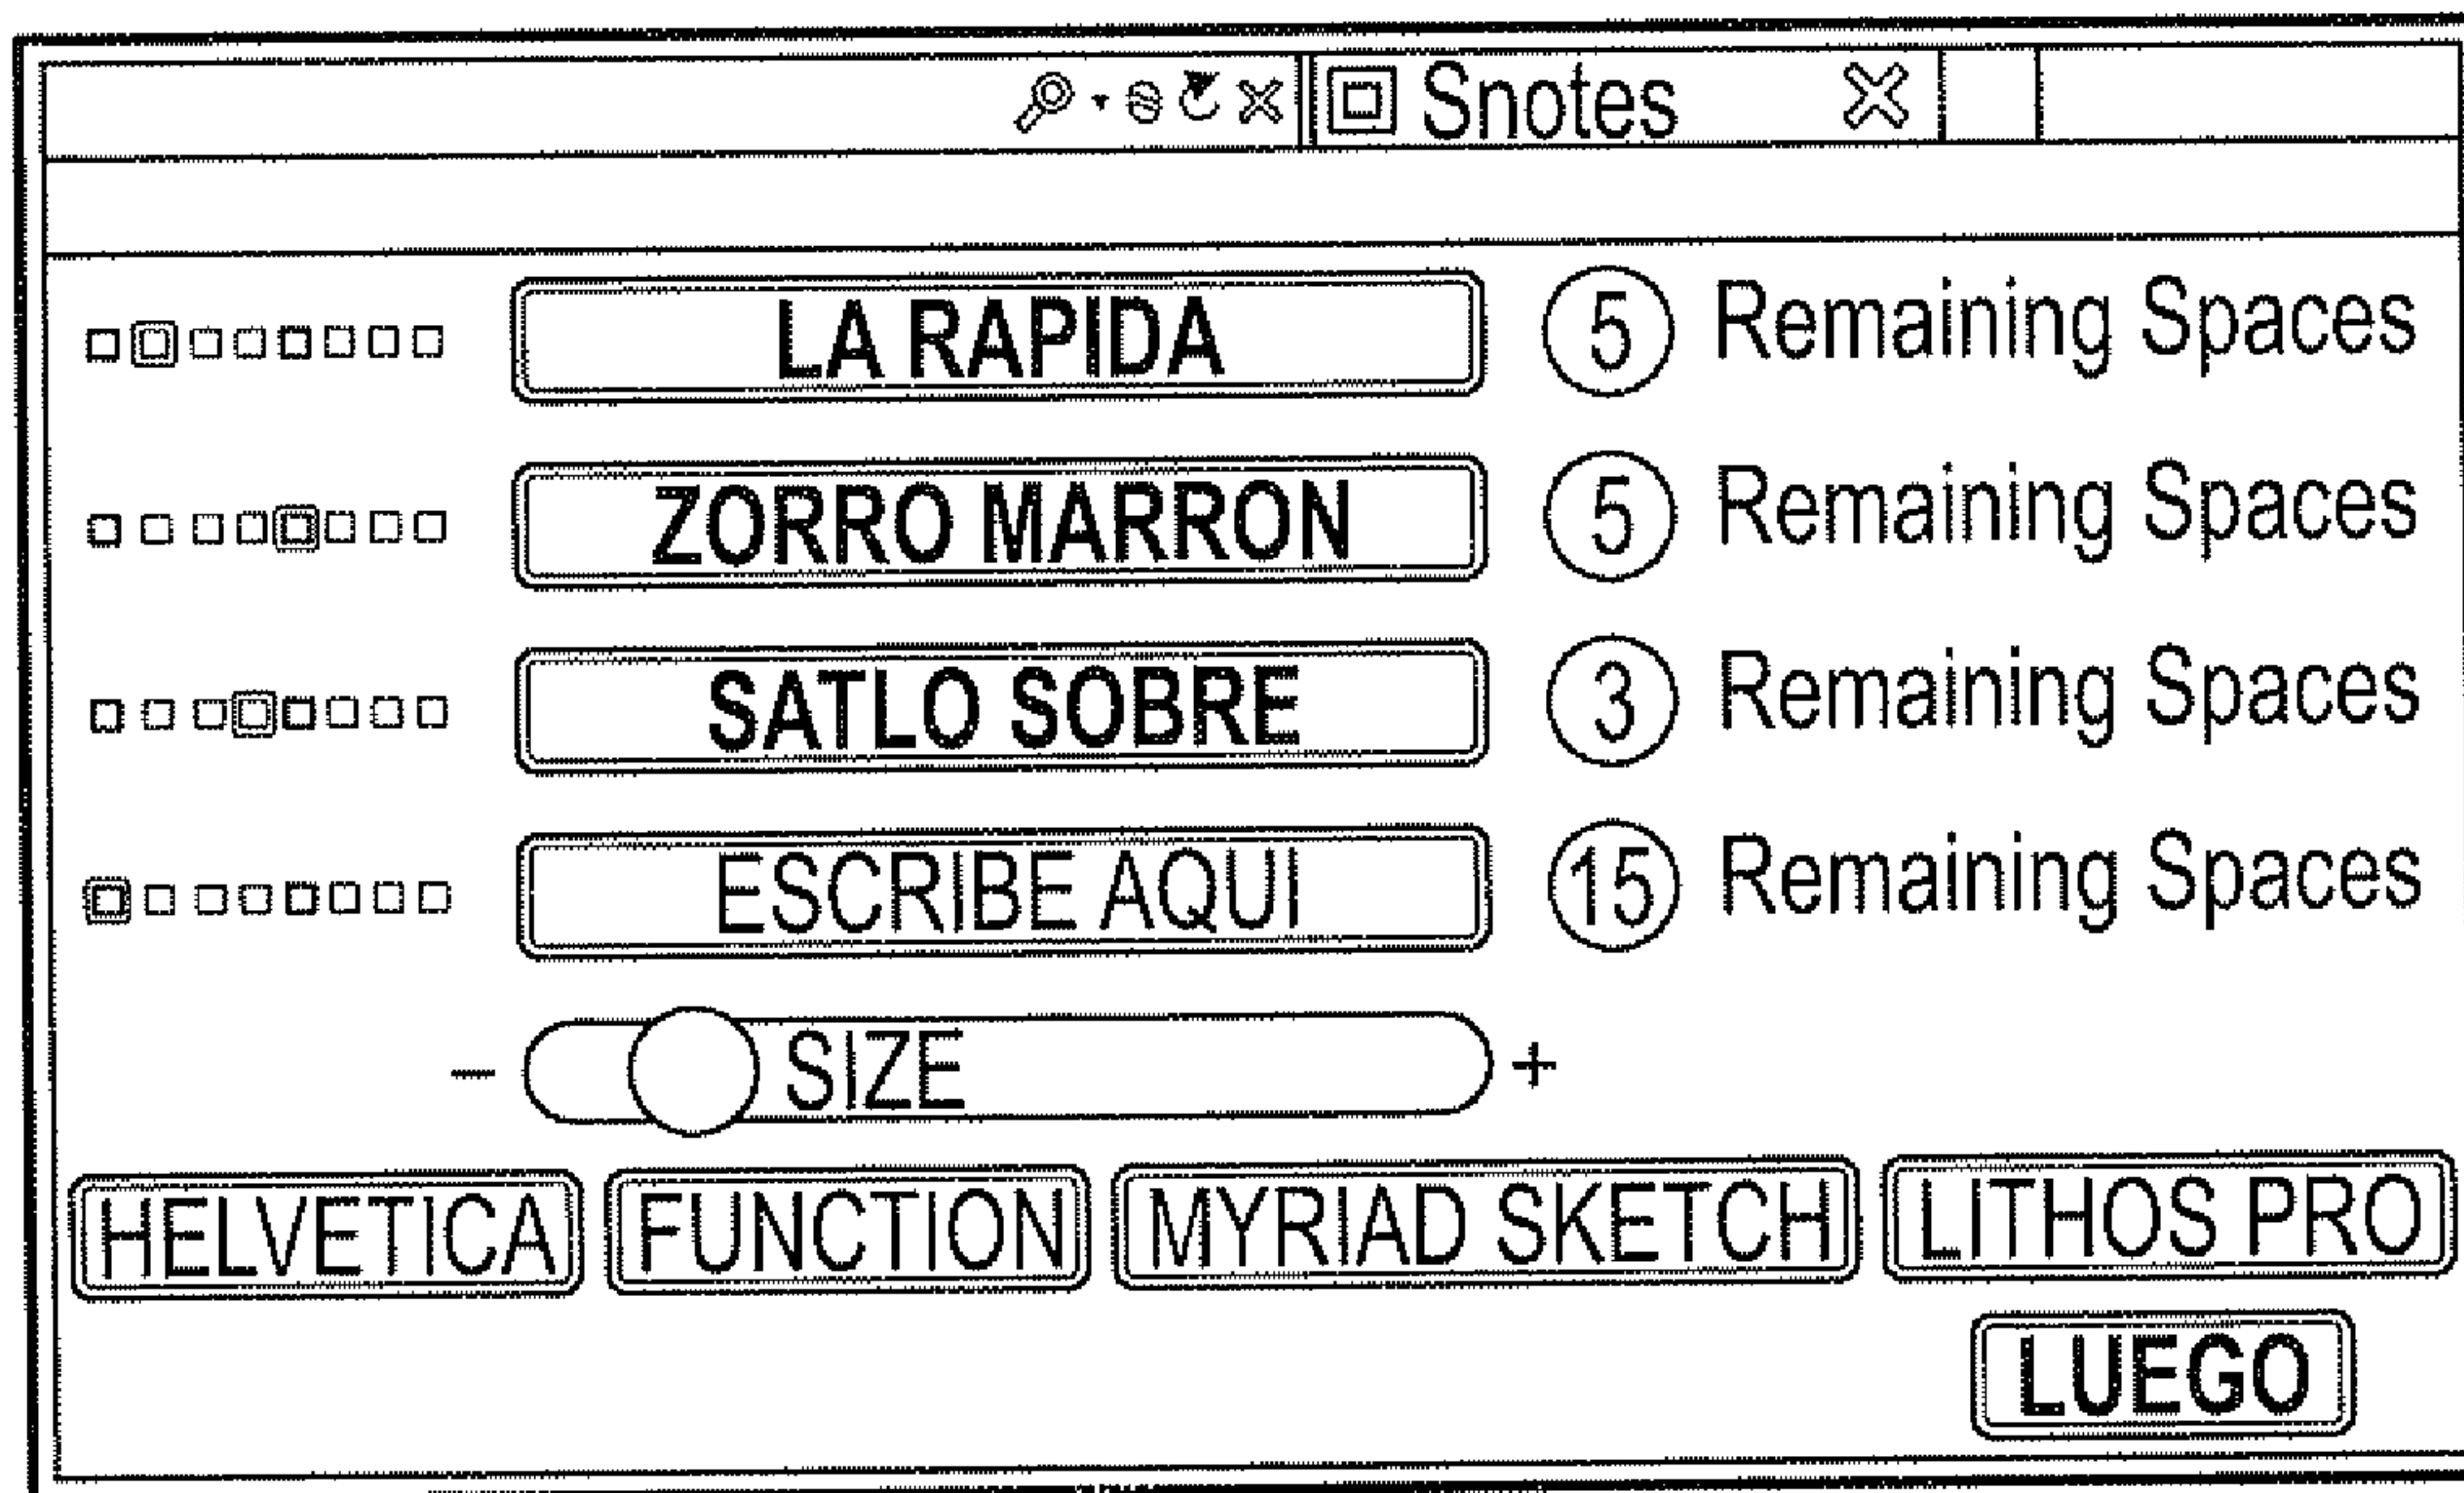 Snotes
LA RAPIDA 5 Remaining Spaces
ZORRO MARRON 5 Remaining Spaces
SATLO SOBRE 3 Remaining Spaces
ESCRIBE AQUI 15 Remaining Spaces
- SIZE +
HELVETICA FUNCTION MYRIAD SKETCH LITHOS PRO
LUEGO